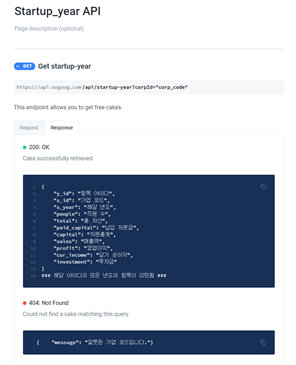 Startup_year API
Page description (optional)
GET Get startup-year
https://api.sugsug.com/api/startup-year?corpId="corp_code"
This endpoint allows you to get free cakes.
Request Response
200: OK
Cake successfully retrieved.
1 {
2 "y_id": "항목 아이디",
3 "s_id": "기업 코드",
4 "s_year": "해당 년도",
5 "people": "직원 수",
6 "total": "총 자산",
7 "paid_capital": "납입 자본금",
8 "capital": "자본총계",
9 "sales": "매출액",
10 "profit": "영업이익",
11 "cur_income": "당기 순이익",
12 "investment": "투자금"
13 }
14 ### 해당 아이디의 모든 년도의 항목이 리턴됨 ###
404: Not Found
Could not find a cake matching this query.
{ "message": "잘못된 기업 코드입니다."}